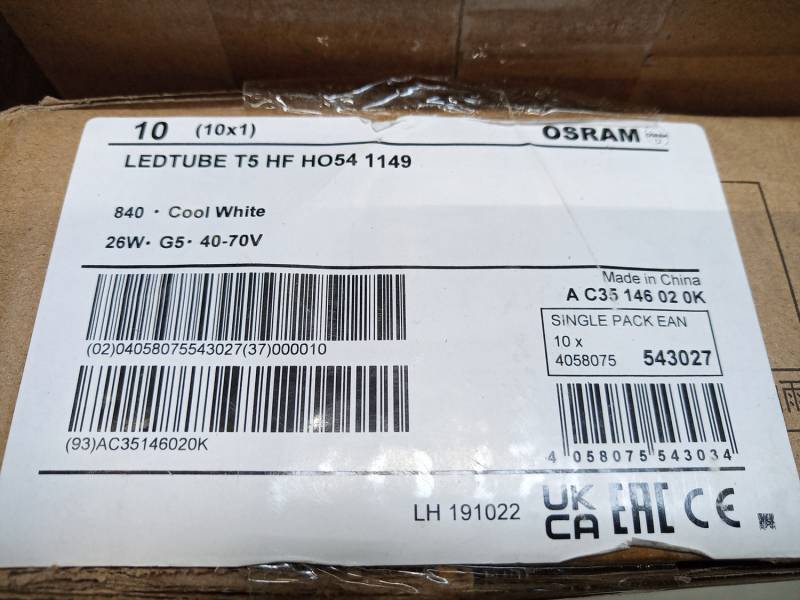 10 (10x1)
OSRAM
LEDTUBE T5 HF HO54 1149
840 · Cool White
26W· G5· 40-70V
Made in China
A C35 146 02 0K
(02)04058075543027(37)000010
SINGLE PACK EAN
10 x
4058075 543027
(93)AC35146020K
4 058075 543034
LH 191022
UK
CA
EAC CE
雨